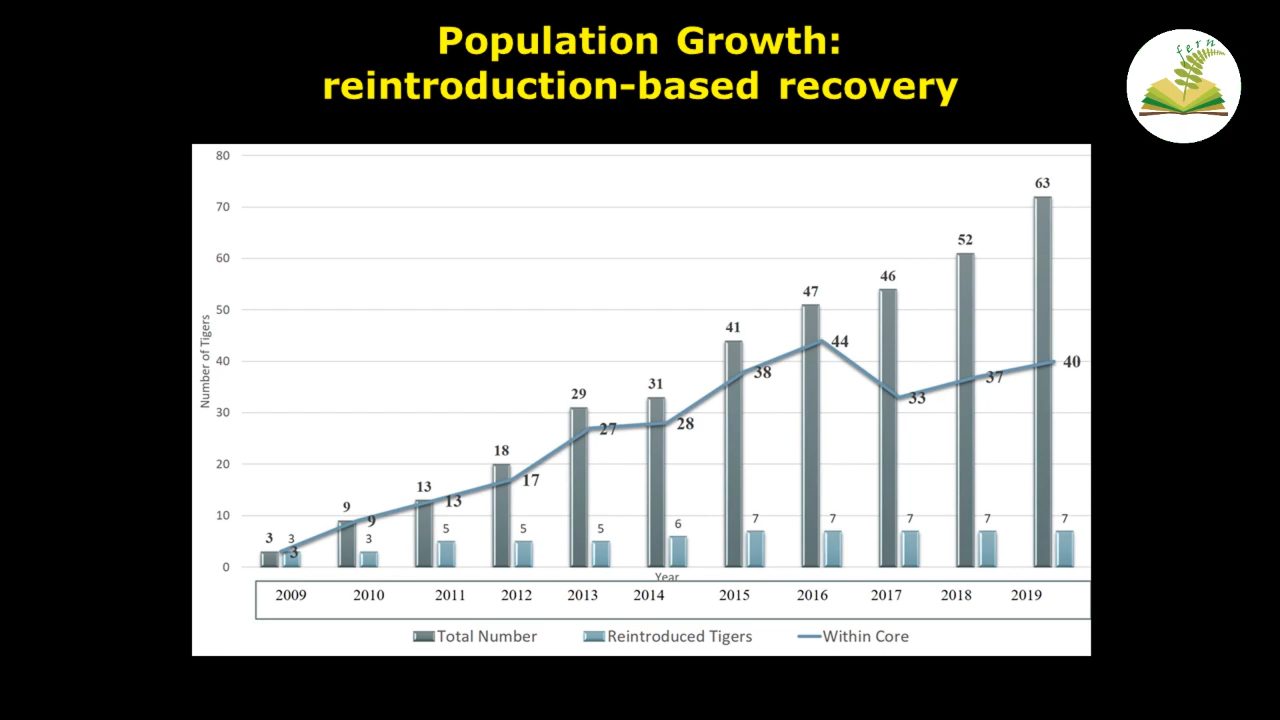 Population Growth:
reintroduction-based recovery
fern
80
70
60
50
40
30
20
10
0
Number of Tigers
3 3 3
9 9 3
13 13 5
18 17 5
29 27 5
31 28 6
41 38 7
47 44 7
46 33 7
52 37 7
63 40 7
Year
2009 2010 2011 2012 2013 2014 2015 2016 2017 2018 2019
Total Number Reintroduced Tigers Within Core